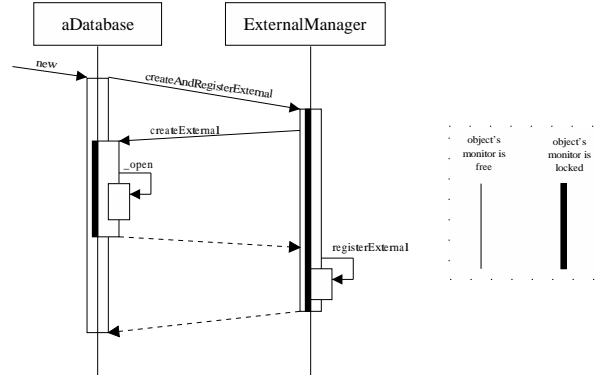 aDatabase
ExternalManager
new
createAndRegisterExternal
createExternal
_open
registerExternal
object's
monitor is
free
object's
monitor is
locked